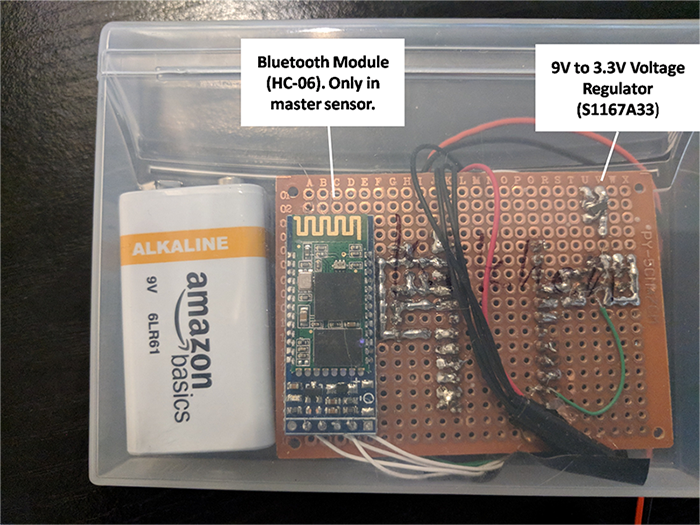 Bluetooth Module
(HC-06). Only in
master sensor.
9V to 3.3V Voltage
Regulator
(S1167A33)
ALKALINE
amazon
basics
9V 6LR61